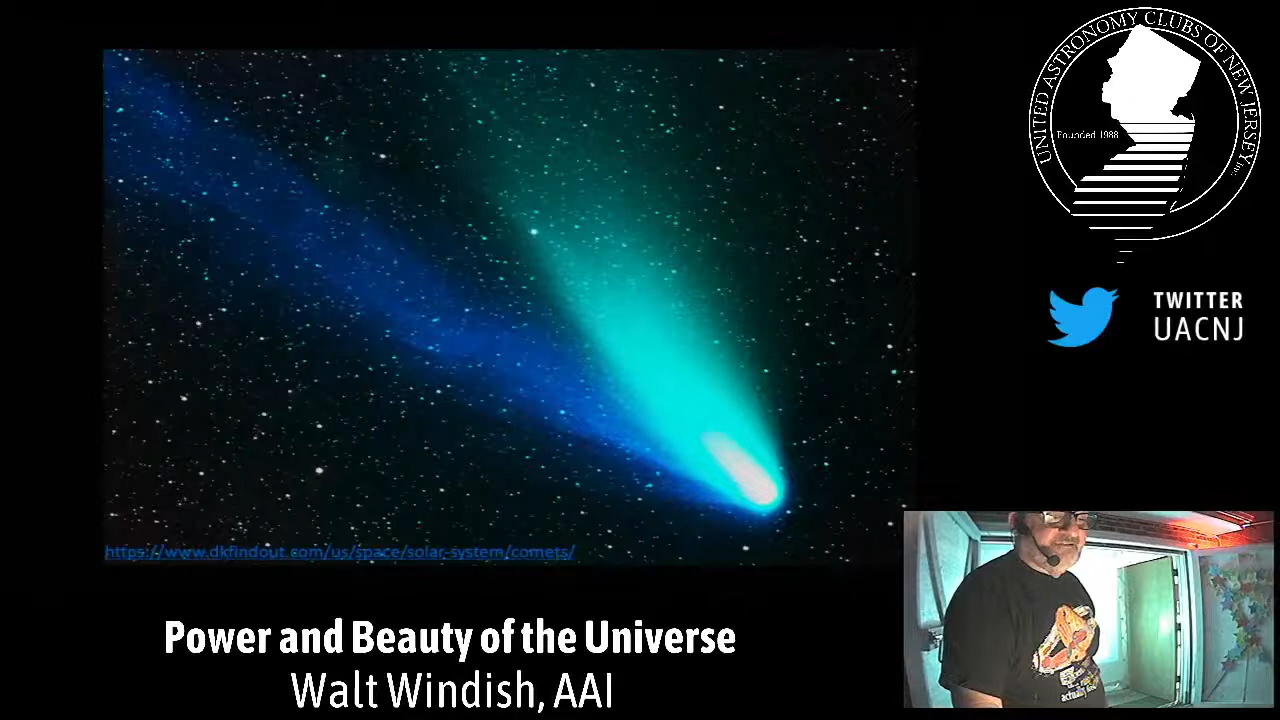 UNITED ASTRONOMY CLUBS OF NEW JERSEY, Inc.
Founded 1988
TWITTER
UACNJ
https://www.dkfindout.com/us/space/solar-system/comets/
Power and Beauty of the Universe
Walt Windish, AAI